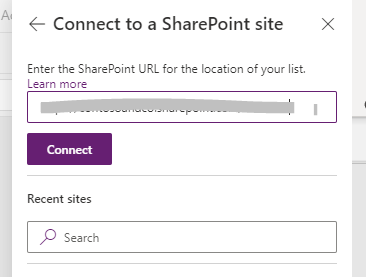 Connect to a SharePoint site
Enter the SharePoint URL for the location of your list.
Learn more
Connect
Recent sites
Search